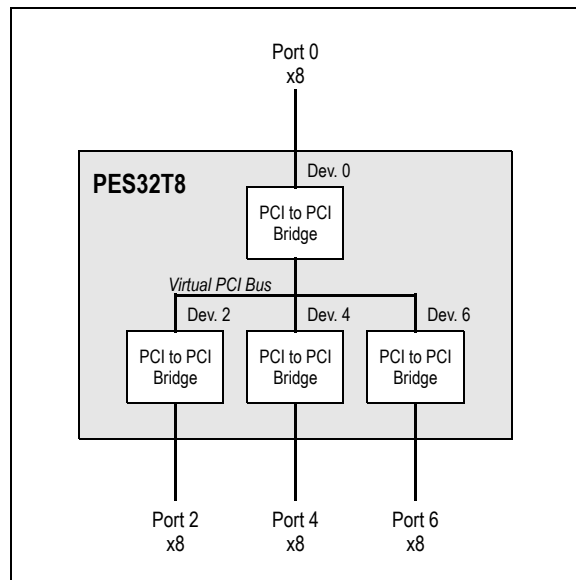 Port 0
x8
PES32T8
Dev. 0
PCI to PCI
Bridge
Virtual PCI Bus
Dev. 2
Dev. 4
Dev. 6
PCI to PCI
Bridge
PCI to PCI
Bridge
PCI to PCI
Bridge
Port 2
x8
Port 4
x8
Port 6
x8